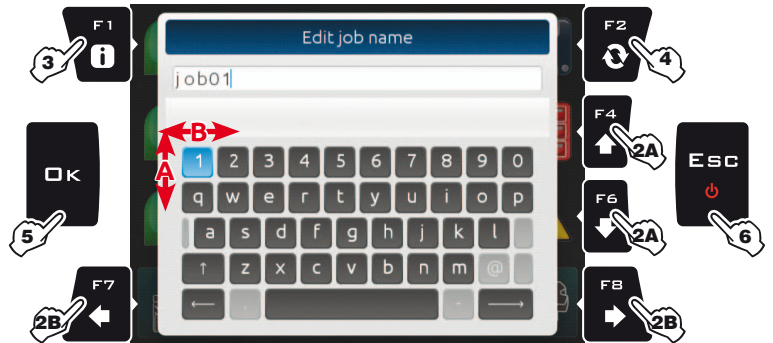 F1
F2
Edit job name
3
4
job01
B
F4
A
1 2 3 4 5 6 7 8 9 0
2A
OK
q w e r t y u i o p
ESC
F6
a s d f g h j k l
2A
5
6
↑ z x c v b n m @
F7
F8
← . - →
2B
2B